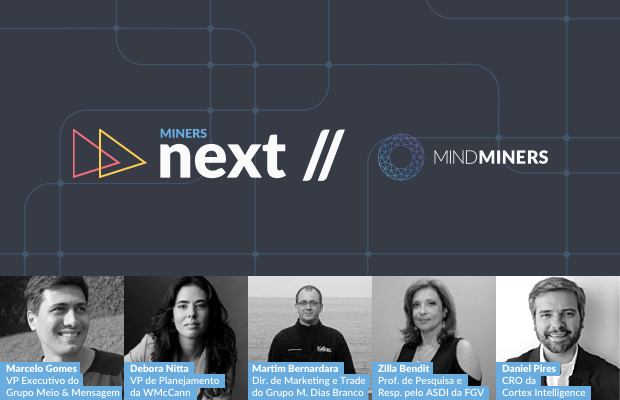 MINERS
next //
MINDMINERS
Marcelo Gomes
VP Executivo do
Grupo Meio & Mensagem
Debora Nitta
VP de Planejamento
da WMcCann
Martim Bernardara
Dir. de Marketing e Trade
do Grupo M. Dias Branco
Zilla Bendit
Prof. de Pesquisa e
Resp. pelo ASDI da FGV
Daniel Pires
CRO da
Cortex Intelligence